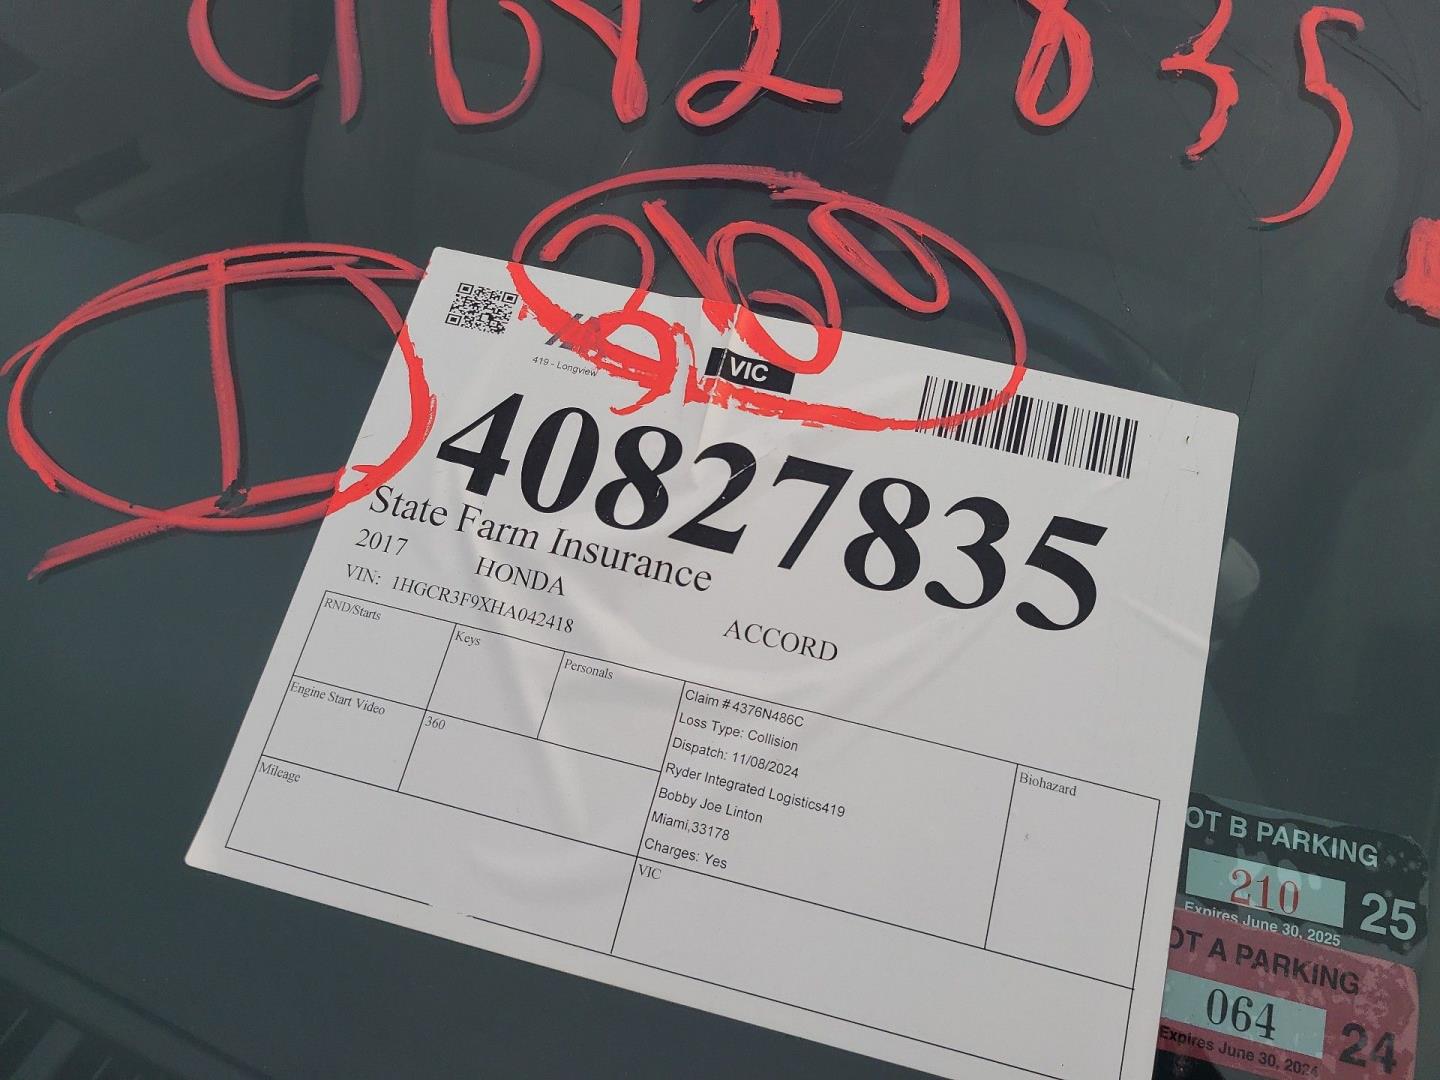 40827835
360
I
419 - Longview
VIC
40827835
State Farm Insurance
2017 HONDA ACCORD
VIN: 1HGCR3F9XHA042418
RND/Starts
Keys
Personals
Engine Start Video
360
Mileage
Claim # 4376N486C
Loss Type: Collision
Dispatch: 11/08/2024
Ryder Integrated Logistics419
Bobby Joe Linton
Miami,33178
Charges: Yes
Biohazard
VIC
OT B PARKING
210 25
Expires June 30, 2025
OT A PARKING
064 24
Expires June 30, 2024